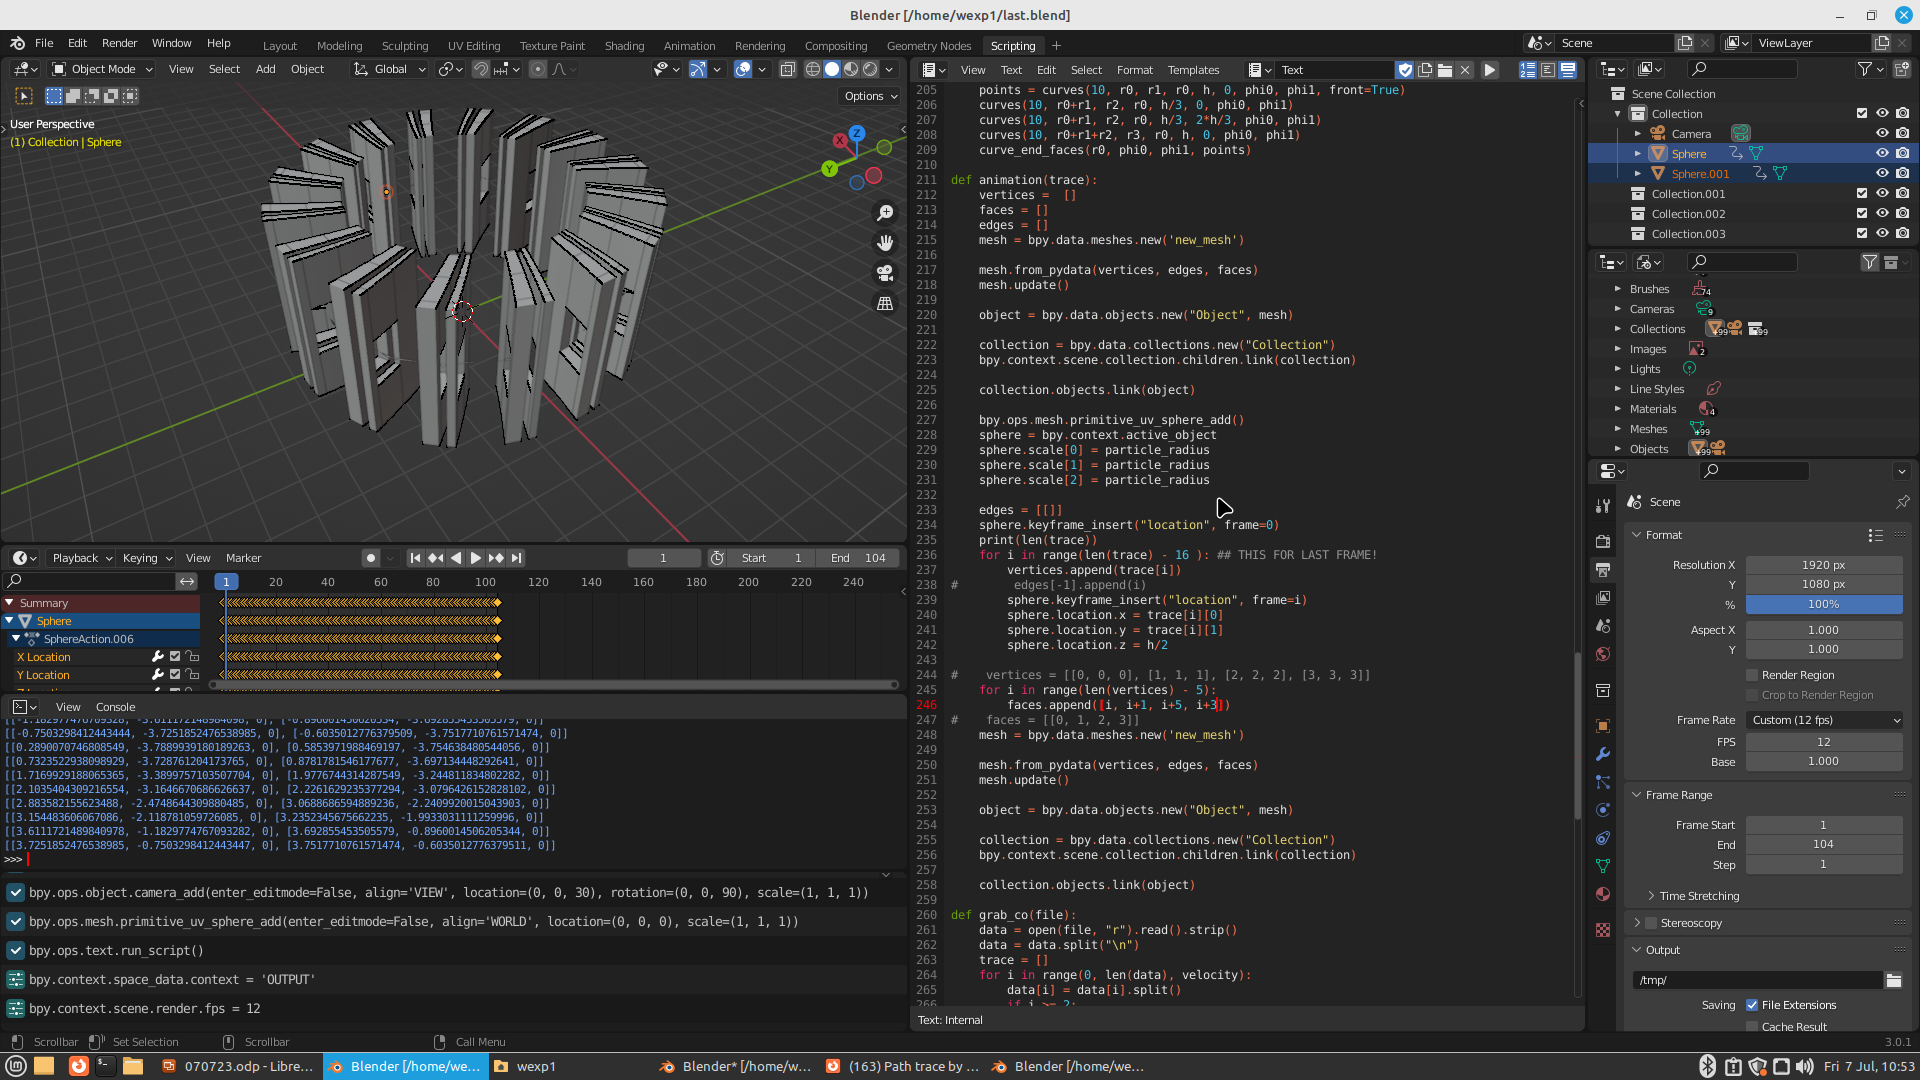 Blender [/home/wexp1/last.blend]
File Edit Render Window Help Layout Modeling Sculpting UV Editing Texture Paint Shading Animation Rendering Compositing Geometry Nodes Scripting + Scene ViewLayer
Object Mode View Select Add Object Global
Options
User Perspective
(1) Collection | Sphere
Z
X
Y
View Text Edit Select Format Templates Text
205 points = curves(10, r0, r1, r0, h, 0, phi0, phi1, front=True)
206 curves(10, r0+r1, r2, r0, h/3, 0, phi0, phi1)
207 curves(10, r0+r1, r2, r0, h/3, 2*h/3, phi0, phi1)
208 curves(10, r0+r1+r2, r3, r0, h, 0, phi0, phi1)
209 curve_end_faces(r0, phi0, phi1, points)
210
211 def animation(trace):
212 vertices =  []
213 faces = []
214 edges = []
215 mesh = bpy.data.meshes.new('new_mesh')
216
217 mesh.from_pydata(vertices, edges, faces)
218 mesh.update()
219
220 object = bpy.data.objects.new("Object", mesh)
221
222 collection = bpy.data.collections.new("Collection")
223 bpy.context.scene.collection.children.link(collection)
224
225 collection.objects.link(object)
226
227 bpy.ops.mesh.primitive_uv_sphere_add()
228 sphere = bpy.context.active_object
229 sphere.scale[0] = particle_radius
230 sphere.scale[1] = particle_radius
231 sphere.scale[2] = particle_radius
232
233 edges = [[]]
234 sphere.keyframe_insert("location", frame=0)
235 print(len(trace))
236 for i in range(len(trace) - 16 ): ## THIS FOR LAST FRAME!
237 vertices.append(trace[i])
238 # edges[-1].append(i)
239 sphere.keyframe_insert("location", frame=i)
240 sphere.location.x = trace[i][0]
241 sphere.location.y = trace[i][1]
242 sphere.location.z = h/2
243
244 # vertices = [[0, 0, 0], [1, 1, 1], [2, 2, 2], [3, 3, 3]]
245 for i in range(len(vertices) - 5):
246 faces.append([i, i+1, i+5, i+3])
247 # faces = [[0, 1, 2, 3]]
248 mesh = bpy.data.meshes.new('new_mesh')
249
250 mesh.from_pydata(vertices, edges, faces)
251 mesh.update()
252
253 object = bpy.data.objects.new("Object", mesh)
254
255 collection = bpy.data.collections.new("Collection")
256 bpy.context.scene.collection.children.link(collection)
257
258 collection.objects.link(object)
259
260 def grab_co(file):
261 data = open(file, "r").read().strip()
262 data = data.split("\n")
263 trace = []
264 for i in range(0, len(data), velocity):
265 data[i] = data[i].split()
266 if i >= 2:
Text: Internal
Playback Keying View Marker 1 Start 1 End 104
1 20 40 60 80 100 120 140 160 180 200 220 240
Summary
Sphere
SphereAction.006
X Location
Y Location
View Console
[[-0.7503298412443444, -3.7251852476538985, 0], [-0.6035012776379509, -3.7517710761571474, 0]]
[[0.2890070746808549, -3.7889939180189263, 0], [0.5853971988469197, -3.754638480544056, 0]]
[[0.7323522938098929, -3.728761204173765, 0], [0.8781781546177677, -3.697134448292641, 0]]
[[1.7169929188065365, -3.3899757103507704, 0], [1.9776744314287549, -3.244811834802282, 0]]
[[2.1035404309216554, -3.1646670686626637, 0], [2.2261629235377294, -3.0796426152828102, 0]]
[[2.883582155623488, -2.4748644309880485, 0], [3.0688686594889236, -2.2409920015043903, 0]]
[[3.154483606067086, -2.118781059726085, 0], [3.2352345675662235, -1.9933031111259996, 0]]
[[3.6111721489840978, -1.1829774767093282, 0], [3.692855453505579, -0.8960014506205344, 0]]
[[3.7251852476538985, -0.7503298412443447, 0], [3.7517710761571474, -0.6035012776379511, 0]]
>>>
bpy.ops.object.camera_add(enter_editmode=False, align='VIEW', location=(0, 0, 30), rotation=(0, 0, 90), scale=(1, 1, 1))
bpy.ops.mesh.primitive_uv_sphere_add(enter_editmode=False, align='WORLD', location=(0, 0, 0), scale=(1, 1, 1))
bpy.ops.text.run_script()
bpy.context.space_data.context = 'OUTPUT'
bpy.context.scene.render.fps = 12
Scene Collection
Collection
Camera
Sphere
Sphere.001
Collection.001
Collection.002
Collection.003
Brushes 74
Cameras 9
Collections +99 +99
Images 2
Lights
Line Styles
Materials 4
Meshes +99
Objects +99
Scene
Format
Resolution X 1920 px
Y 1080 px
% 100%
Aspect X 1.000
Y 1.000
Render Region
Crop to Render Region
Frame Rate Custom (12 fps)
FPS 12
Base 1.000
Frame Range
Frame Start 1
End 104
Step 1
Time Stretching
Stereoscopy
Output
/tmp/
Saving File Extensions
Cache Result
Scrollbar Set Selection Scrollbar Call Menu 3.0.1
070723.odp - Libre... Blender [/home/we... wexp1 Blender* [/home/w... (163) Path trace by ... Blender [/home/we... Fri 7 Jul, 10:53